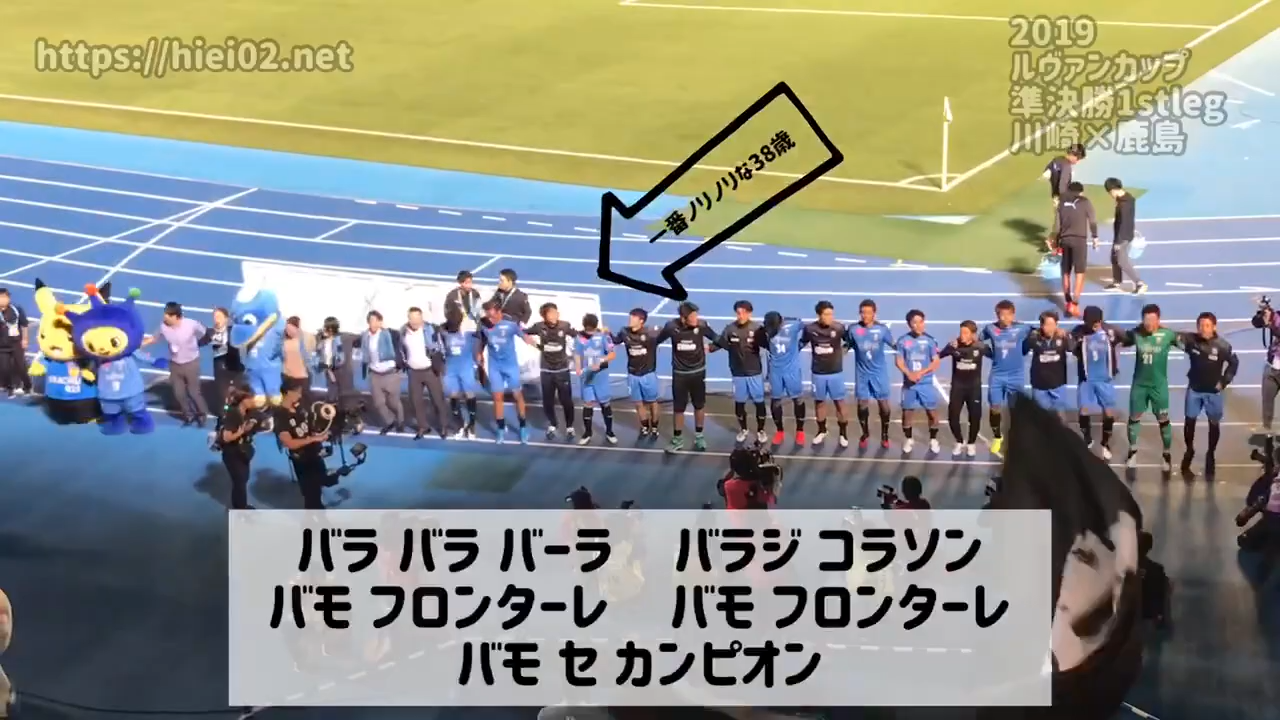 https://hiei02.net
2019
ルヴァンカップ
準決勝1stleg
川崎×鹿島
一番ノリノリな38歳
バラ バラ バーラ バラジ コラソン
バモ フロンターレ バモ フロンターレ
バモ セ カンピオン